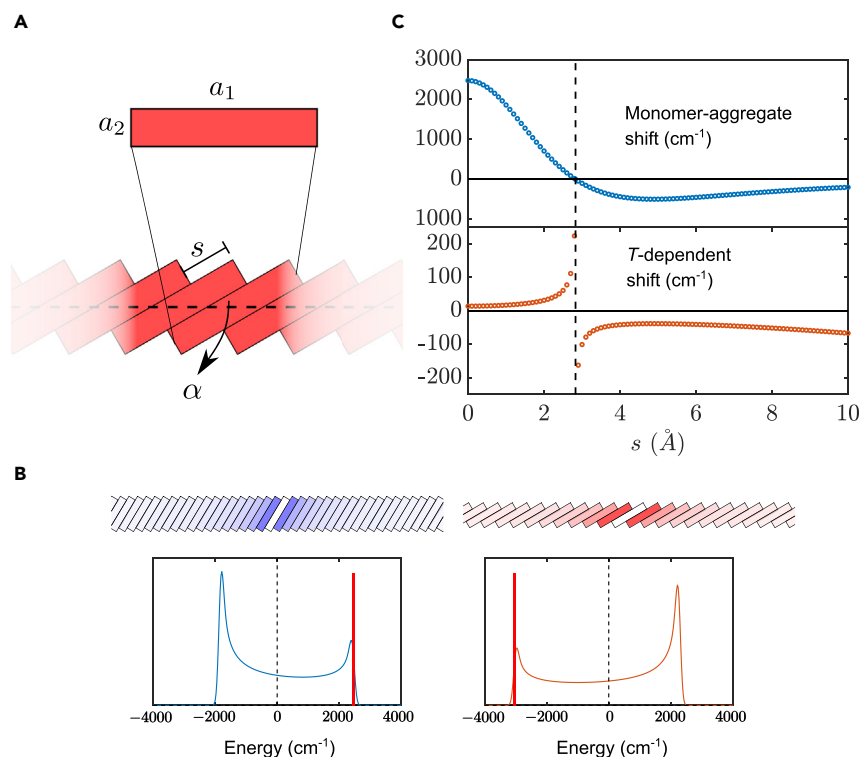 A
a₁
a₂
s
α
C
3000
2000
1000
0
1000
Monomer-aggregate
shift (cm⁻¹)
200
100
0
-100
-200
T-dependent
shift (cm⁻¹)
0 2 4 6 8 10
s (Å)
B
−4000 −2000 0 2000 4000
Energy (cm⁻¹)
−4000 −2000 0 2000 4000
Energy (cm⁻¹)